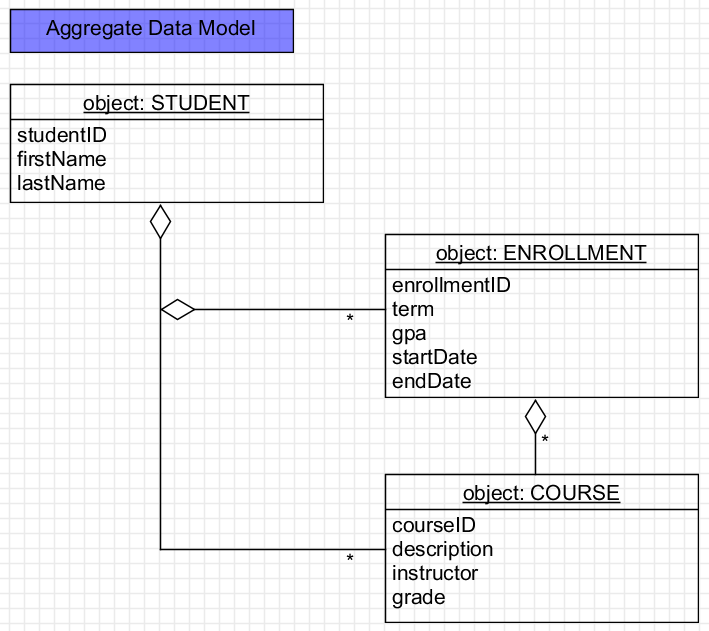 Aggregate Data Model
object: STUDENT
studentID
firstName
lastName
object: ENROLLMENT
enrollmentID
term
gpa
startDate
endDate
*
*
object: COURSE
courseID
description
instructor
grade
*